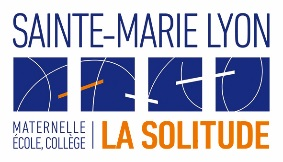 SAINTE-MARIE LYON
MATERNELLE
ÉCOLE, COLLÈGE
LA SOLITUDE